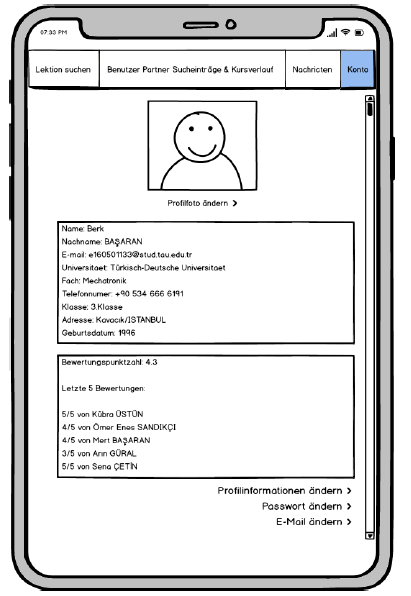 07:33 PM
Lektion suchen
Benutzer Partner Sucheinträge & Kursverlauf
Nachrichten
Konto
Profilfoto ändern >
Name: Berk
Nachname: BAŞARAN
E-mail: e160501133@stud.tau.edu.tr
Universitaet: Türkisch-Deutsche Universitaet
Fach: Mechatronik
Telefonnumer: +90 534 666 6191
Klasse: 3.Klasse
Adresse: Kavacık/ISTANBUL
Geburtsdatum: 1996
Bewertungspunktzahl: 4.3
Letzte 5 Bewertungen:
5/5 von Kübra ÜSTÜN
4/5 von Ömer Enes SANDIKÇI
4/5 von Mert BAŞARAN
3/5 von Arın GÜRAL
5/5 von Sena ÇETİN
Profilinformationen ändern >
Passwort ändern >
E-Mail ändern >